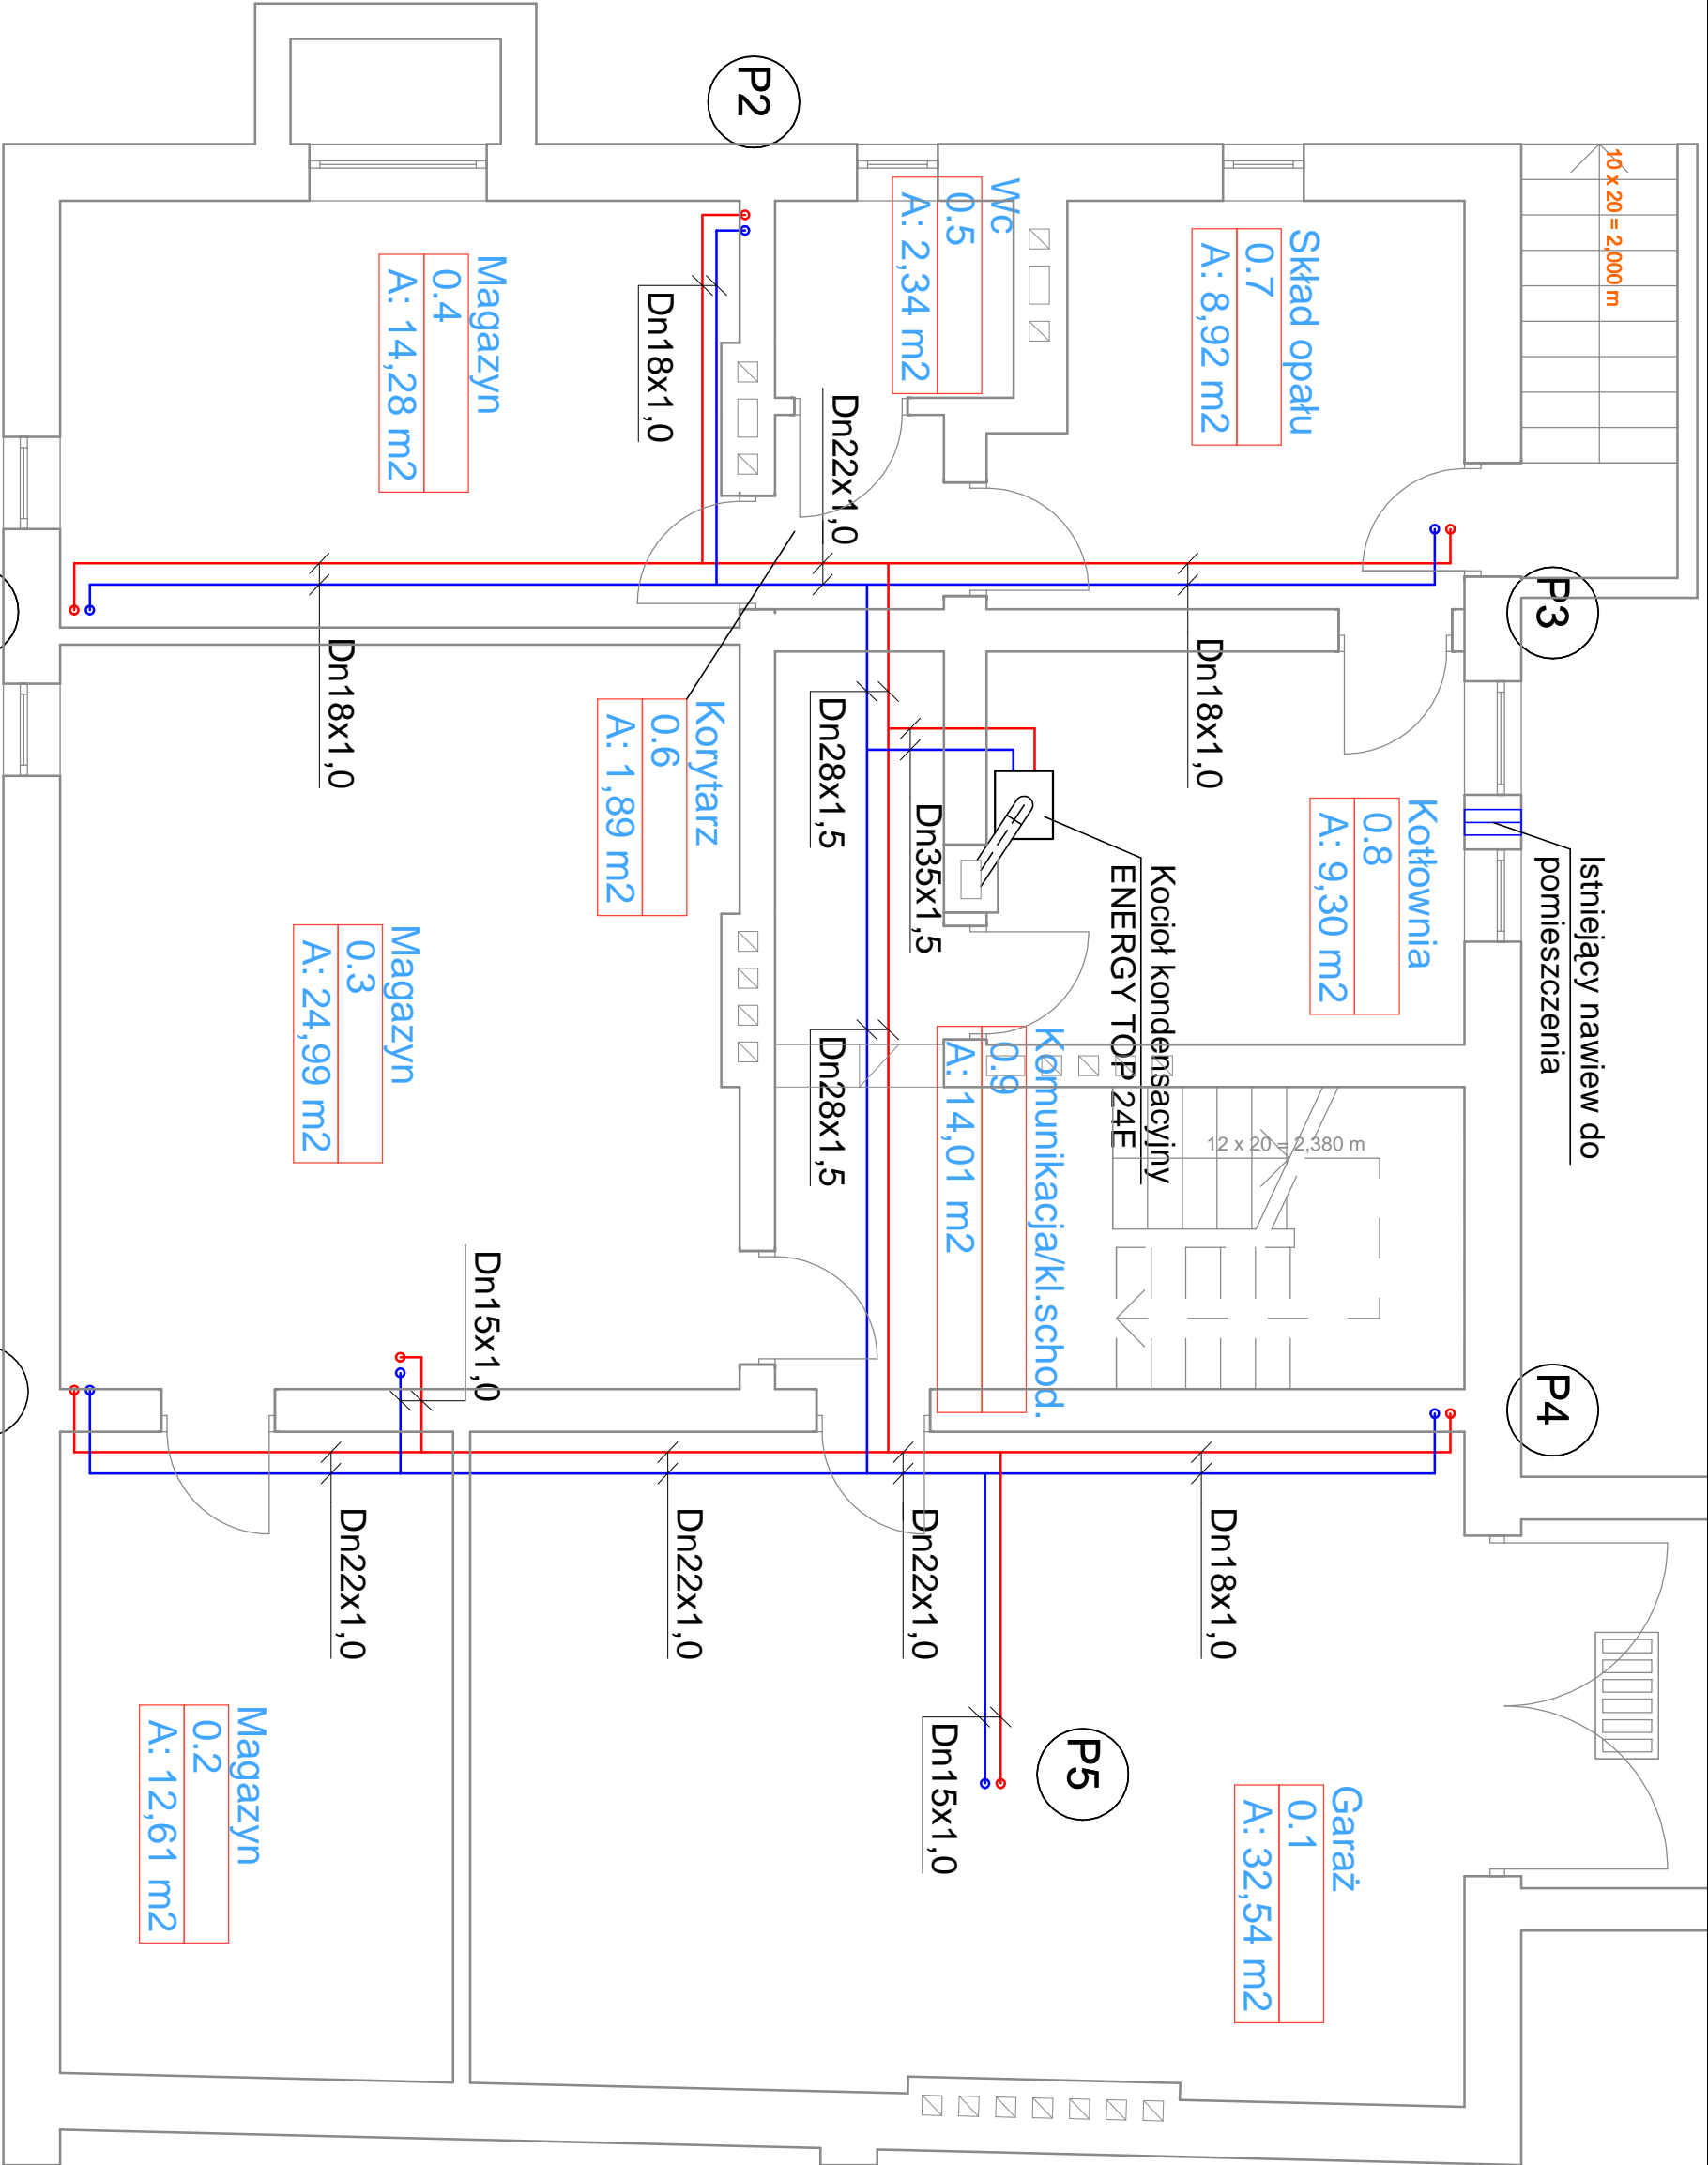 10 x 20 = 2,000 m
Istniejący nawiew do
pomieszczenia
P3
P4
Skład opału
0.7
A: 8,92 m2
Kotłownia
0.8
A: 9,30 m2
Garaż
0.1
A: 32,54 m2
12 x 20 = 2,380 m
Dn18x1,0
Dn18x1,0
Kocioł kondensacyjny
ENERGY TOP 24E
P5
Wc
0.5
A: 2,34 m2
Komunikacja/kl.schod.
0.9
A: 14,01 m2
Dn35x1,5
Dn22x1,0
Dn15x1,0
Dn22x1,0
Dn28x1,5
Dn28x1,5
P2
Korytarz
0.6
A: 1,89 m2
Dn18x1,0
Dn22x1,0
Magazyn
0.4
A: 14,28 m2
Dn15x1,0
Magazyn
0.3
A: 24,99 m2
Dn18x1,0
Dn22x1,0
Magazyn
0.2
A: 12,61 m2